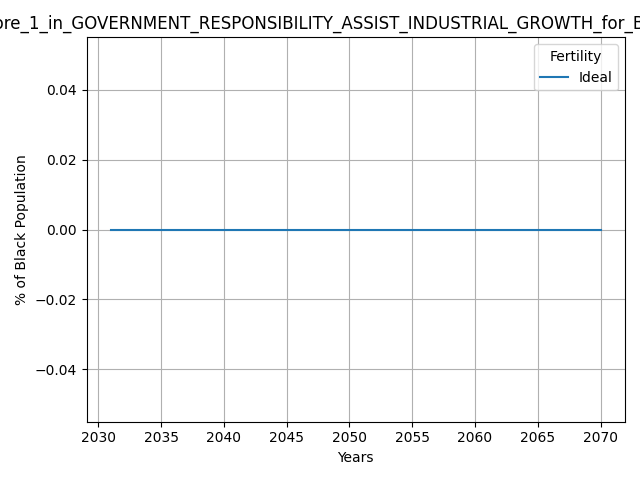 ore_1_in_GOVERNMENT_RESPONSIBILITY_ASSIST_INDUSTRIAL_GROWTH_for_B
Fertility
Ideal
0.04
0.02
0.00
−0.02
−0.04
% of Black Population
2030 2035 2040 2045 2050 2055 2060 2065 2070
Years